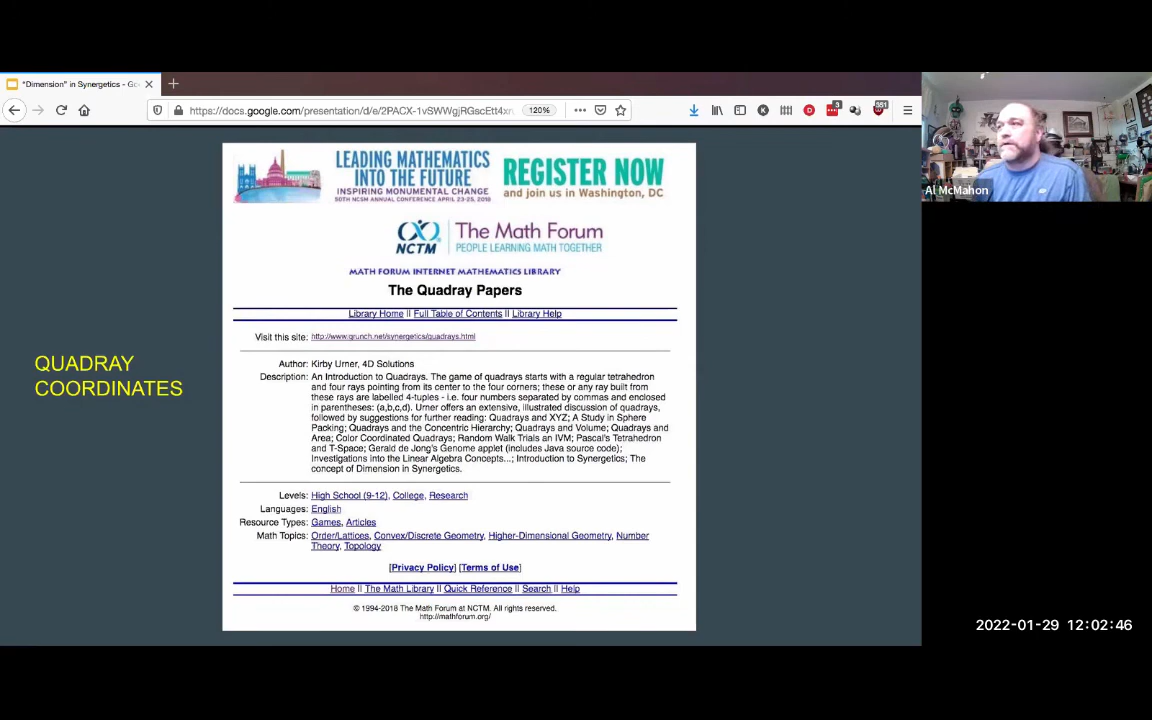 "Dimension" in Synergetics - Go
https://docs.google.com/presentation/d/e/2PACX-1vSWWgjRGscEtt4x
120%
3
551
Al McMahon
LEADING MATHEMATICS
INTO THE FUTURE
INSPIRING MONUMENTAL CHANGE
50TH NCSM ANNUAL CONFERENCE APRIL 23-25, 2018
REGISTER NOW
and join us in Washington, DC
NCTM
The Math Forum
PEOPLE LEARNING MATH TOGETHER
MATH FORUM INTERNET MATHEMATICS LIBRARY
The Quadray Papers
Library Home || Full Table of Contents || Library Help
Visit this site: http://www.grunch.net/synergetics/quadrays.html
QUADRAY
COORDINATES
Author: Kirby Urner, 4D Solutions
Description: An Introduction to Quadrays. The game of quadrays starts with a regular tetrahedron
and four rays pointing from its center to the four corners; these or any ray built from
these rays are labelled 4-tuples - i.e. four numbers separated by commas and enclosed
in parentheses: (a,b,c,d). Urner offers an extensive, illustrated discussion of quadrays,
followed by suggestions for further reading: Quadrays and XYZ; A Study in Sphere
Packing; Quadrays and the Concentric Hierarchy; Quadrays and Volume; Quadrays and
Area; Color Coordinated Quadrays; Random Walk Trials an IVM; Pascal's Tetrahedron
and T-Space; Gerald de Jong's Genome applet (includes Java source code);
Investigations into the Linear Algebra Concepts...; Introduction to Synergetics; The
concept of Dimension in Synergetics.
Levels: High School (9-12), College, Research
Languages: English
Resource Types: Games, Articles
Math Topics: Order/Lattices, Convex/Discrete Geometry, Higher-Dimensional Geometry, Number
Theory, Topology
[Privacy Policy] [Terms of Use]
Home || The Math Library || Quick Reference || Search || Help
© 1994-2018 The Math Forum at NCTM. All rights reserved.
http://mathforum.org/
2022-01-29 12:02:46